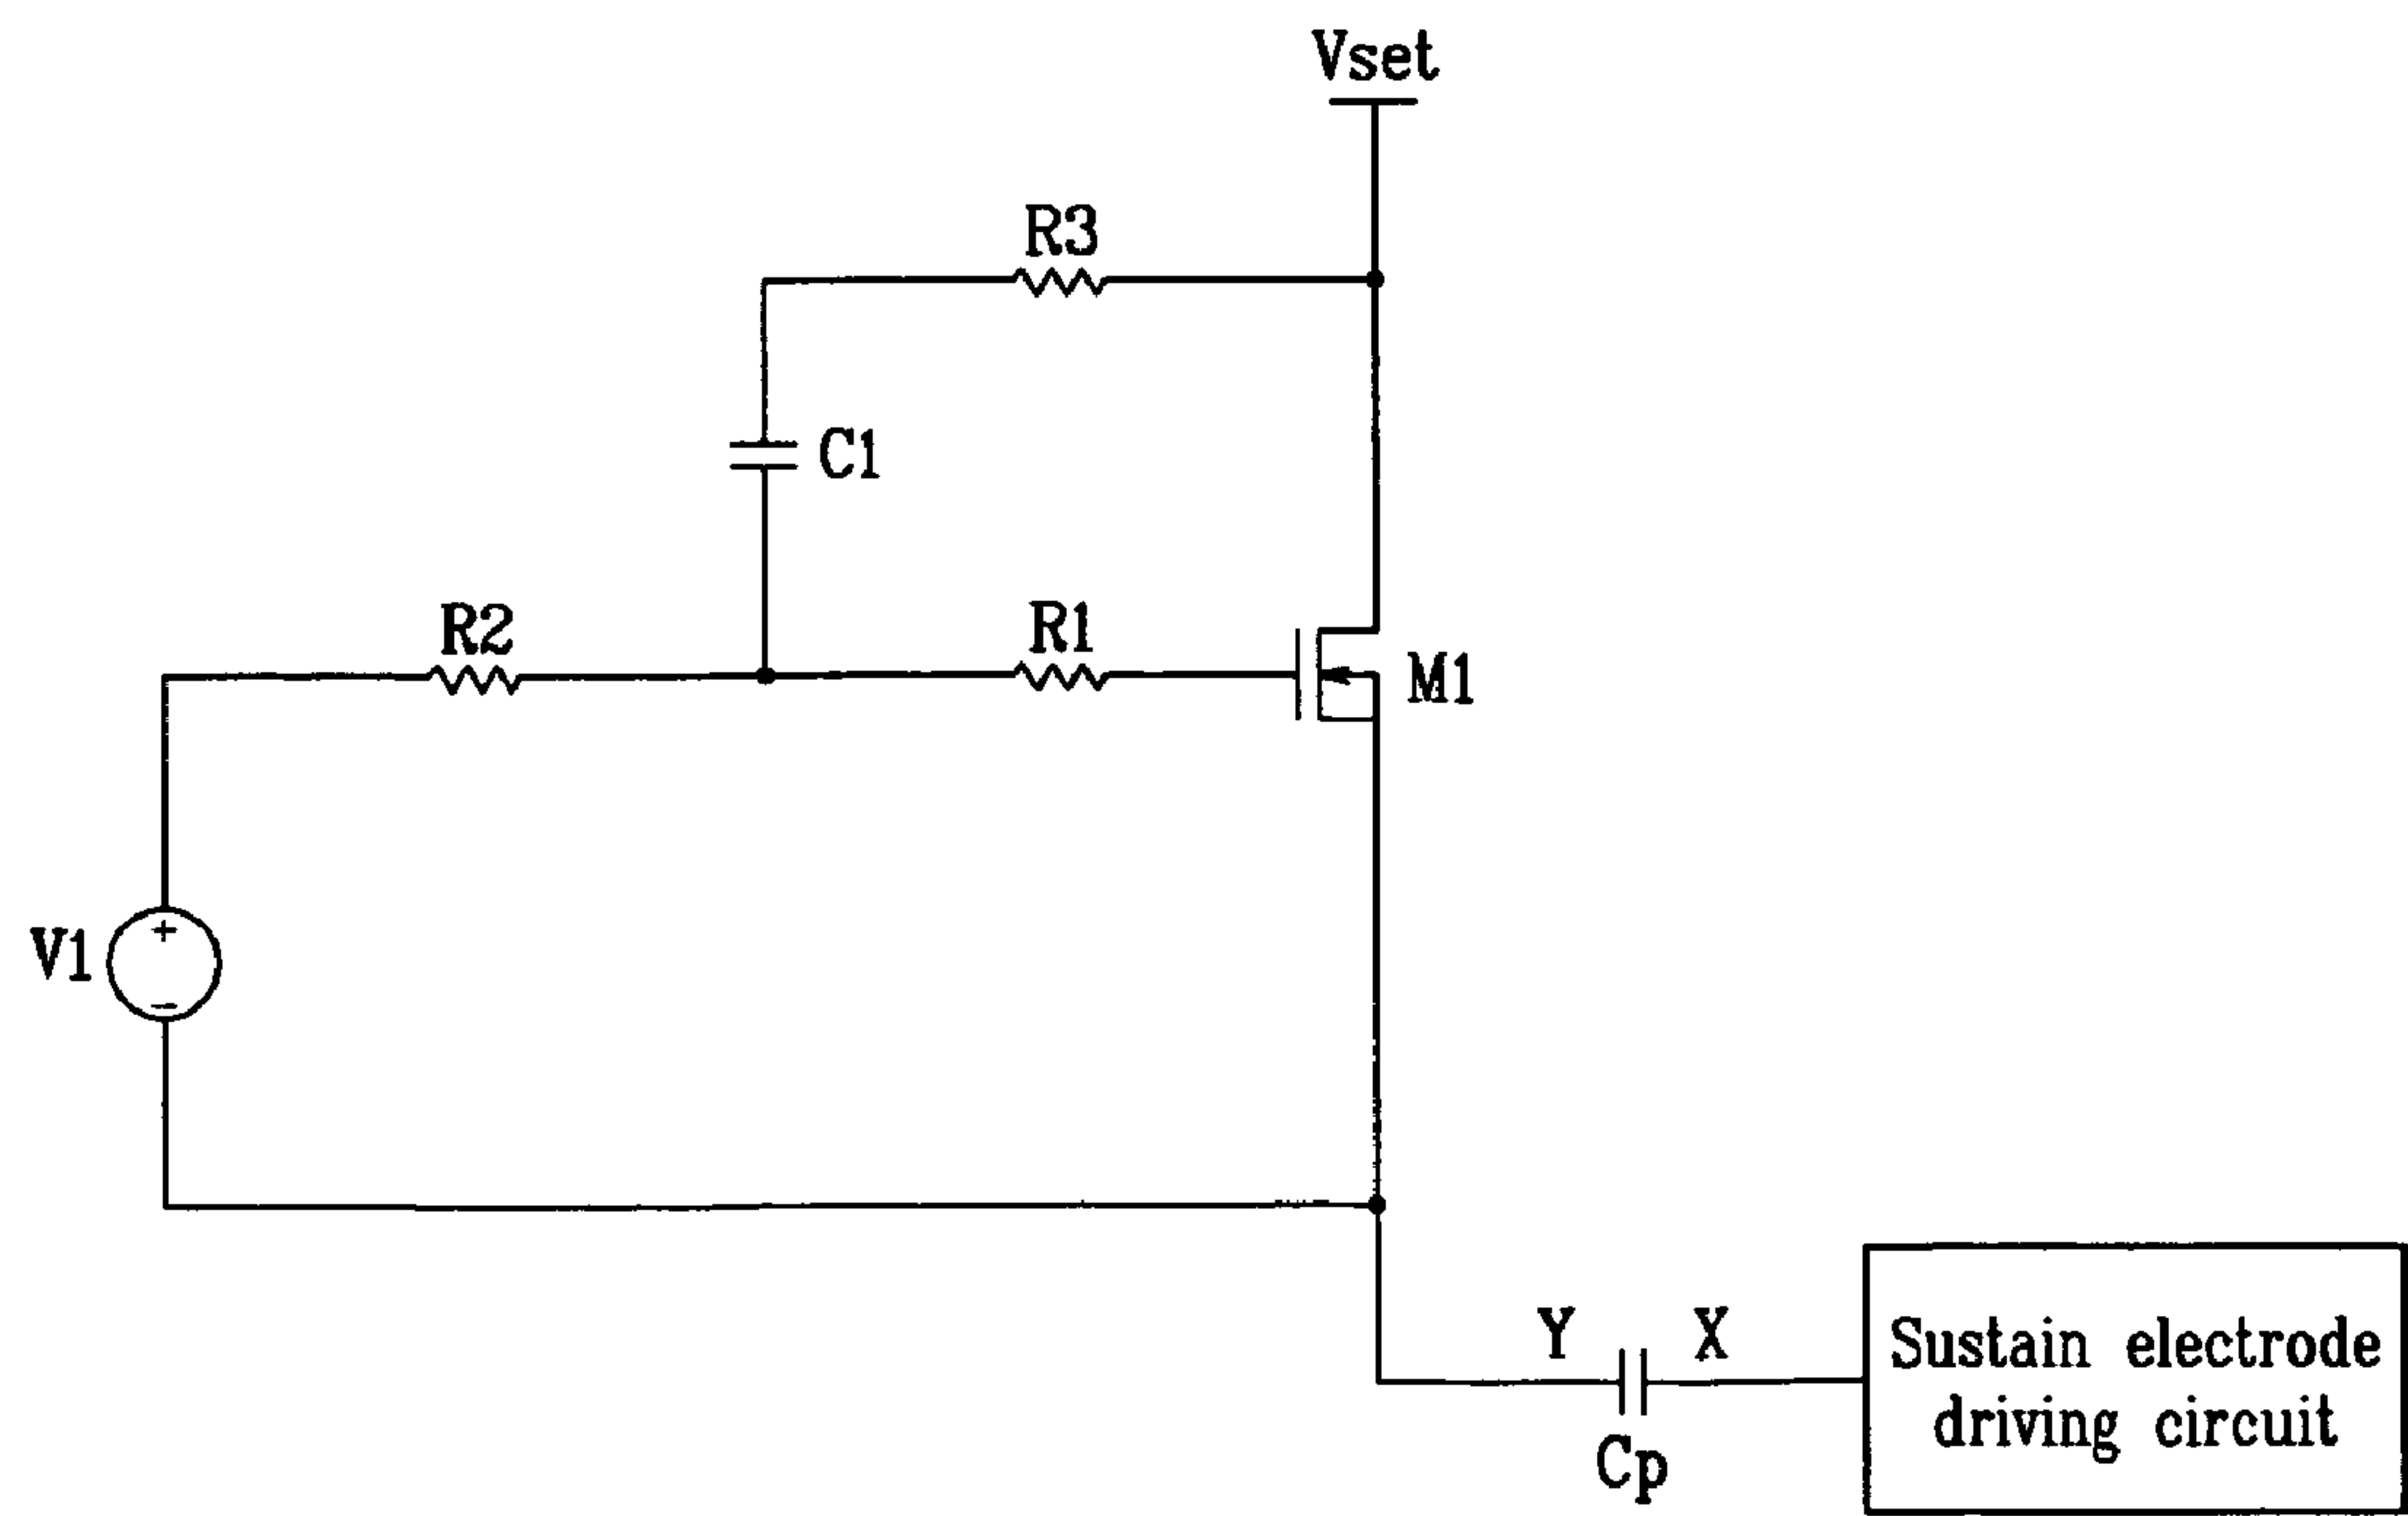 Vset
R3
C1
R2
R1
M1
V1
+
−
Y
X
Cp
Sustain electrode
driving circuit